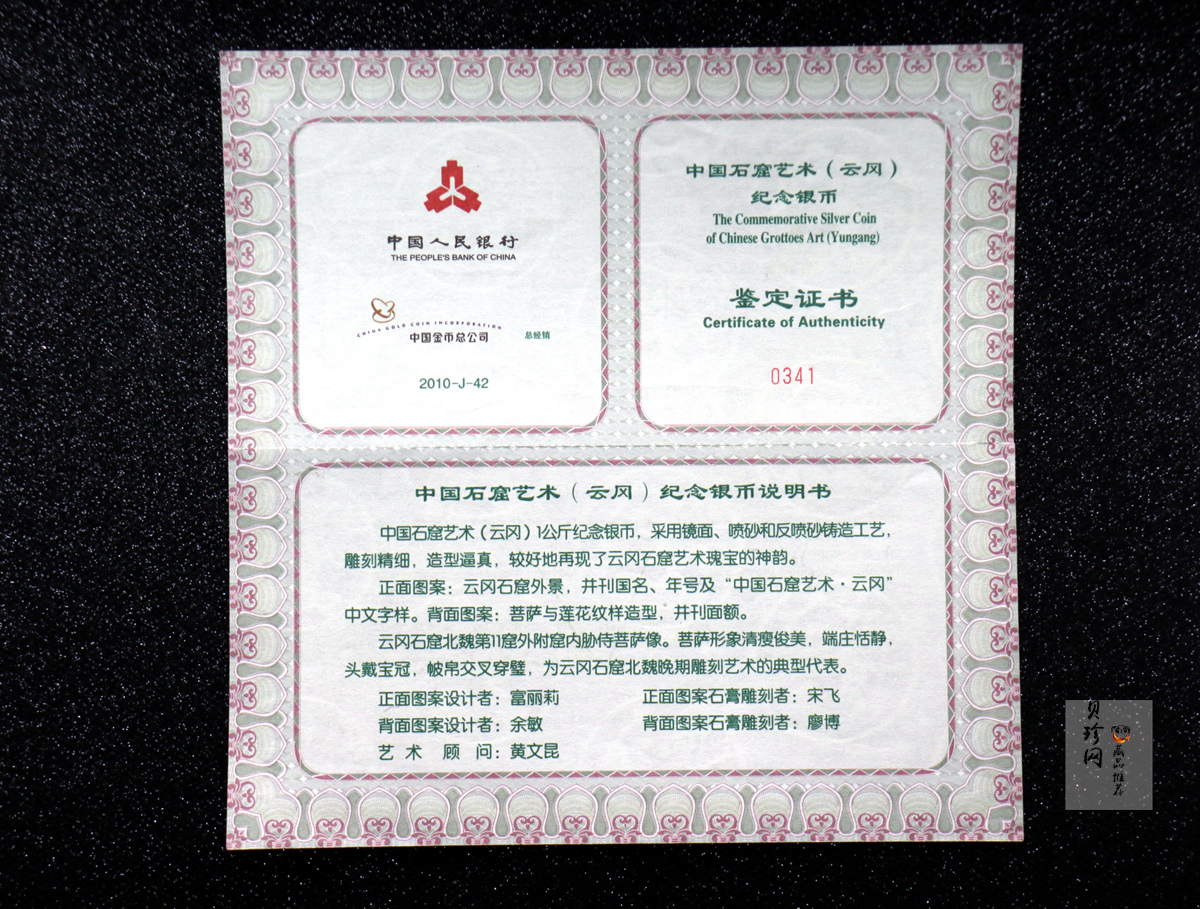 中国人民银行
THE PEOPLE'S BANK OF CHINA
CHINA GOLD COIN INCORPORATION
中国金币总公司 总经销
2010-J-42
中国石窟艺术(云冈)
纪念银币
The Commemorative Silver Coin
of Chinese Grottoes Art (Yungang)
鉴定证书
Certificate of Authenticity
0341
中国石窟艺术(云冈)纪念银币说明书
中国石窟艺术(云冈)1公斤纪念银币,采用镜面、喷砂和反喷砂铸造工艺,
雕刻精细,造型逼真,较好地再现了云冈石窟艺术瑰宝的神韵。
正面图案:云冈石窟外景,并刊国名、年号及“中国石窟艺术·云冈”
中文字样。背面图案:菩萨与莲花纹样造型,并刊面额。
云冈石窟北魏第11窟外附窟内胁侍菩萨像。菩萨形象清瘦俊美,端庄恬静,
头戴宝冠,帔帛交叉穿璧,为云冈石窟北魏晚期雕刻艺术的典型代表。
正面图案设计者:富丽莉 正面图案石膏雕刻者:宋飞
背面图案设计者:余敏 背面图案石膏雕刻者:廖博
艺术顾问:黄文昆
贝珍网
藏品推荐